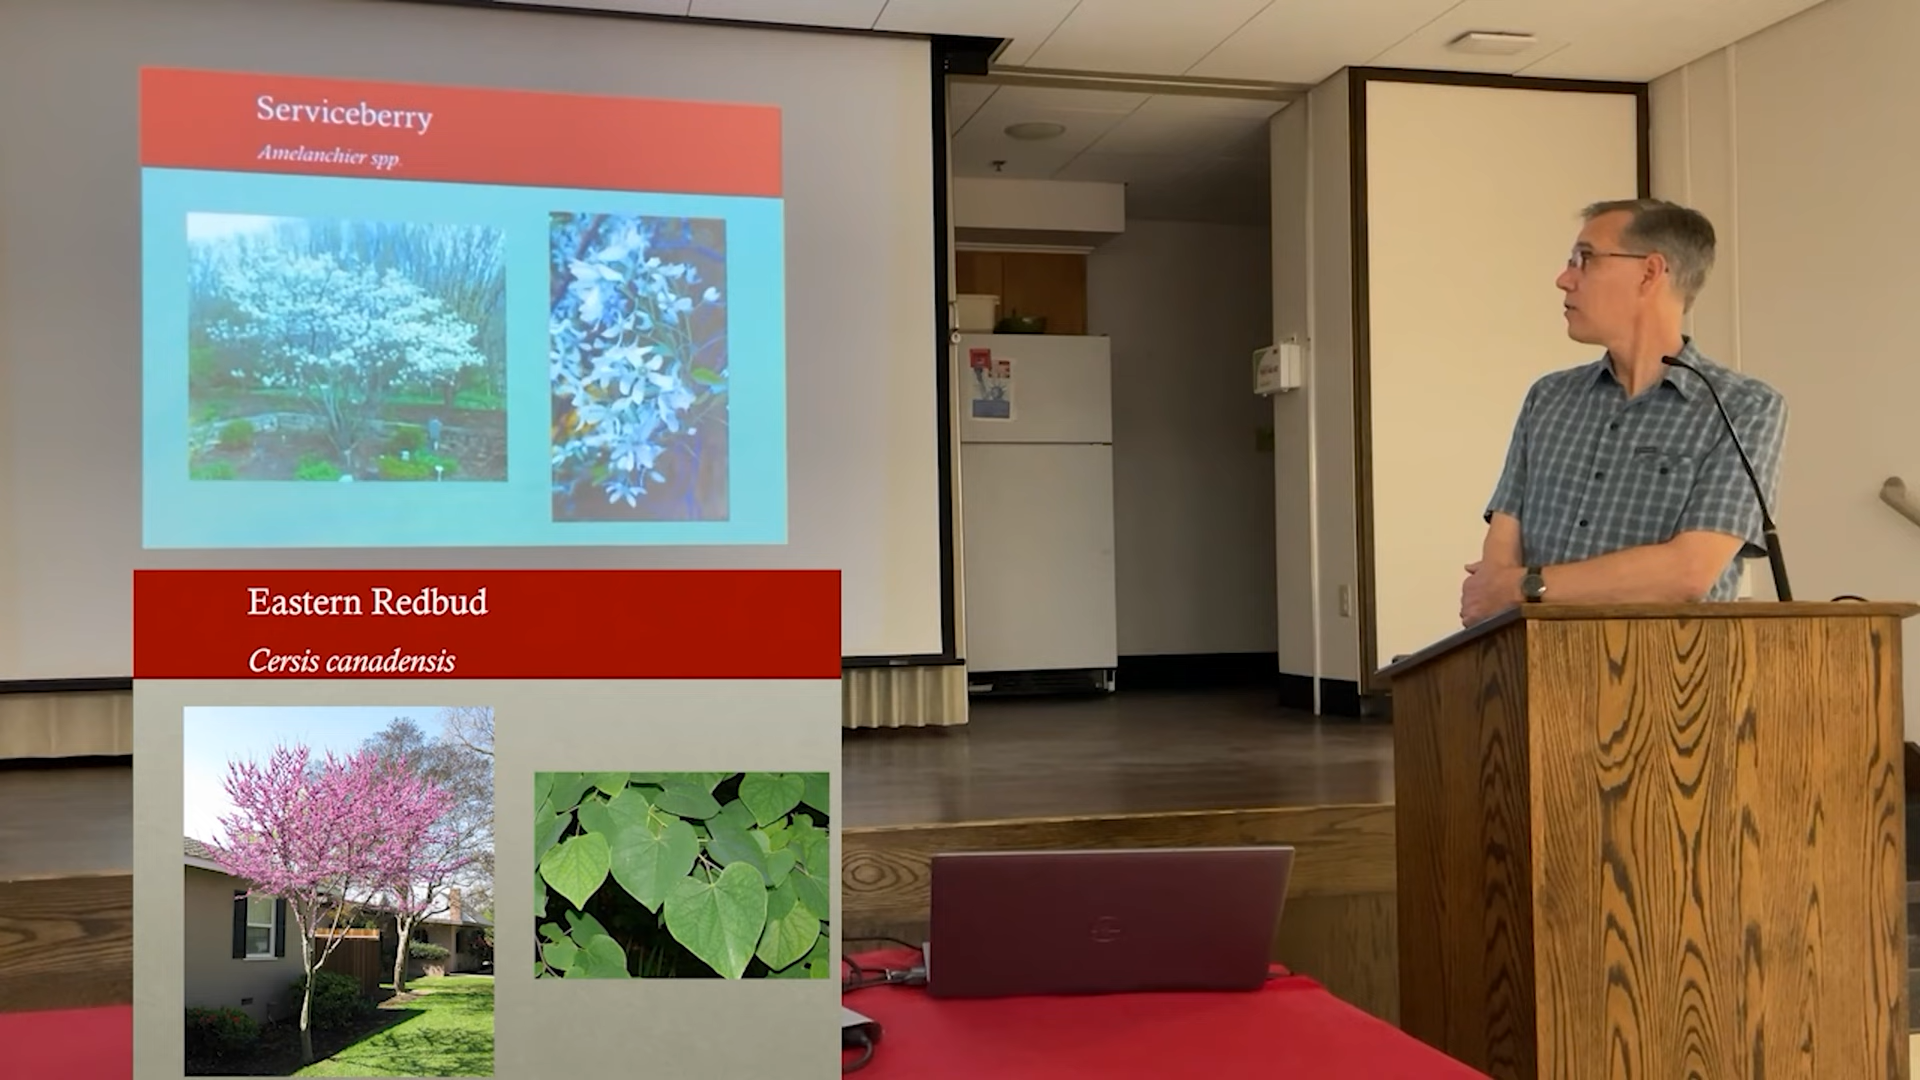 Serviceberry
Amelanchier spp.
Eastern Redbud
Cersis canadensis